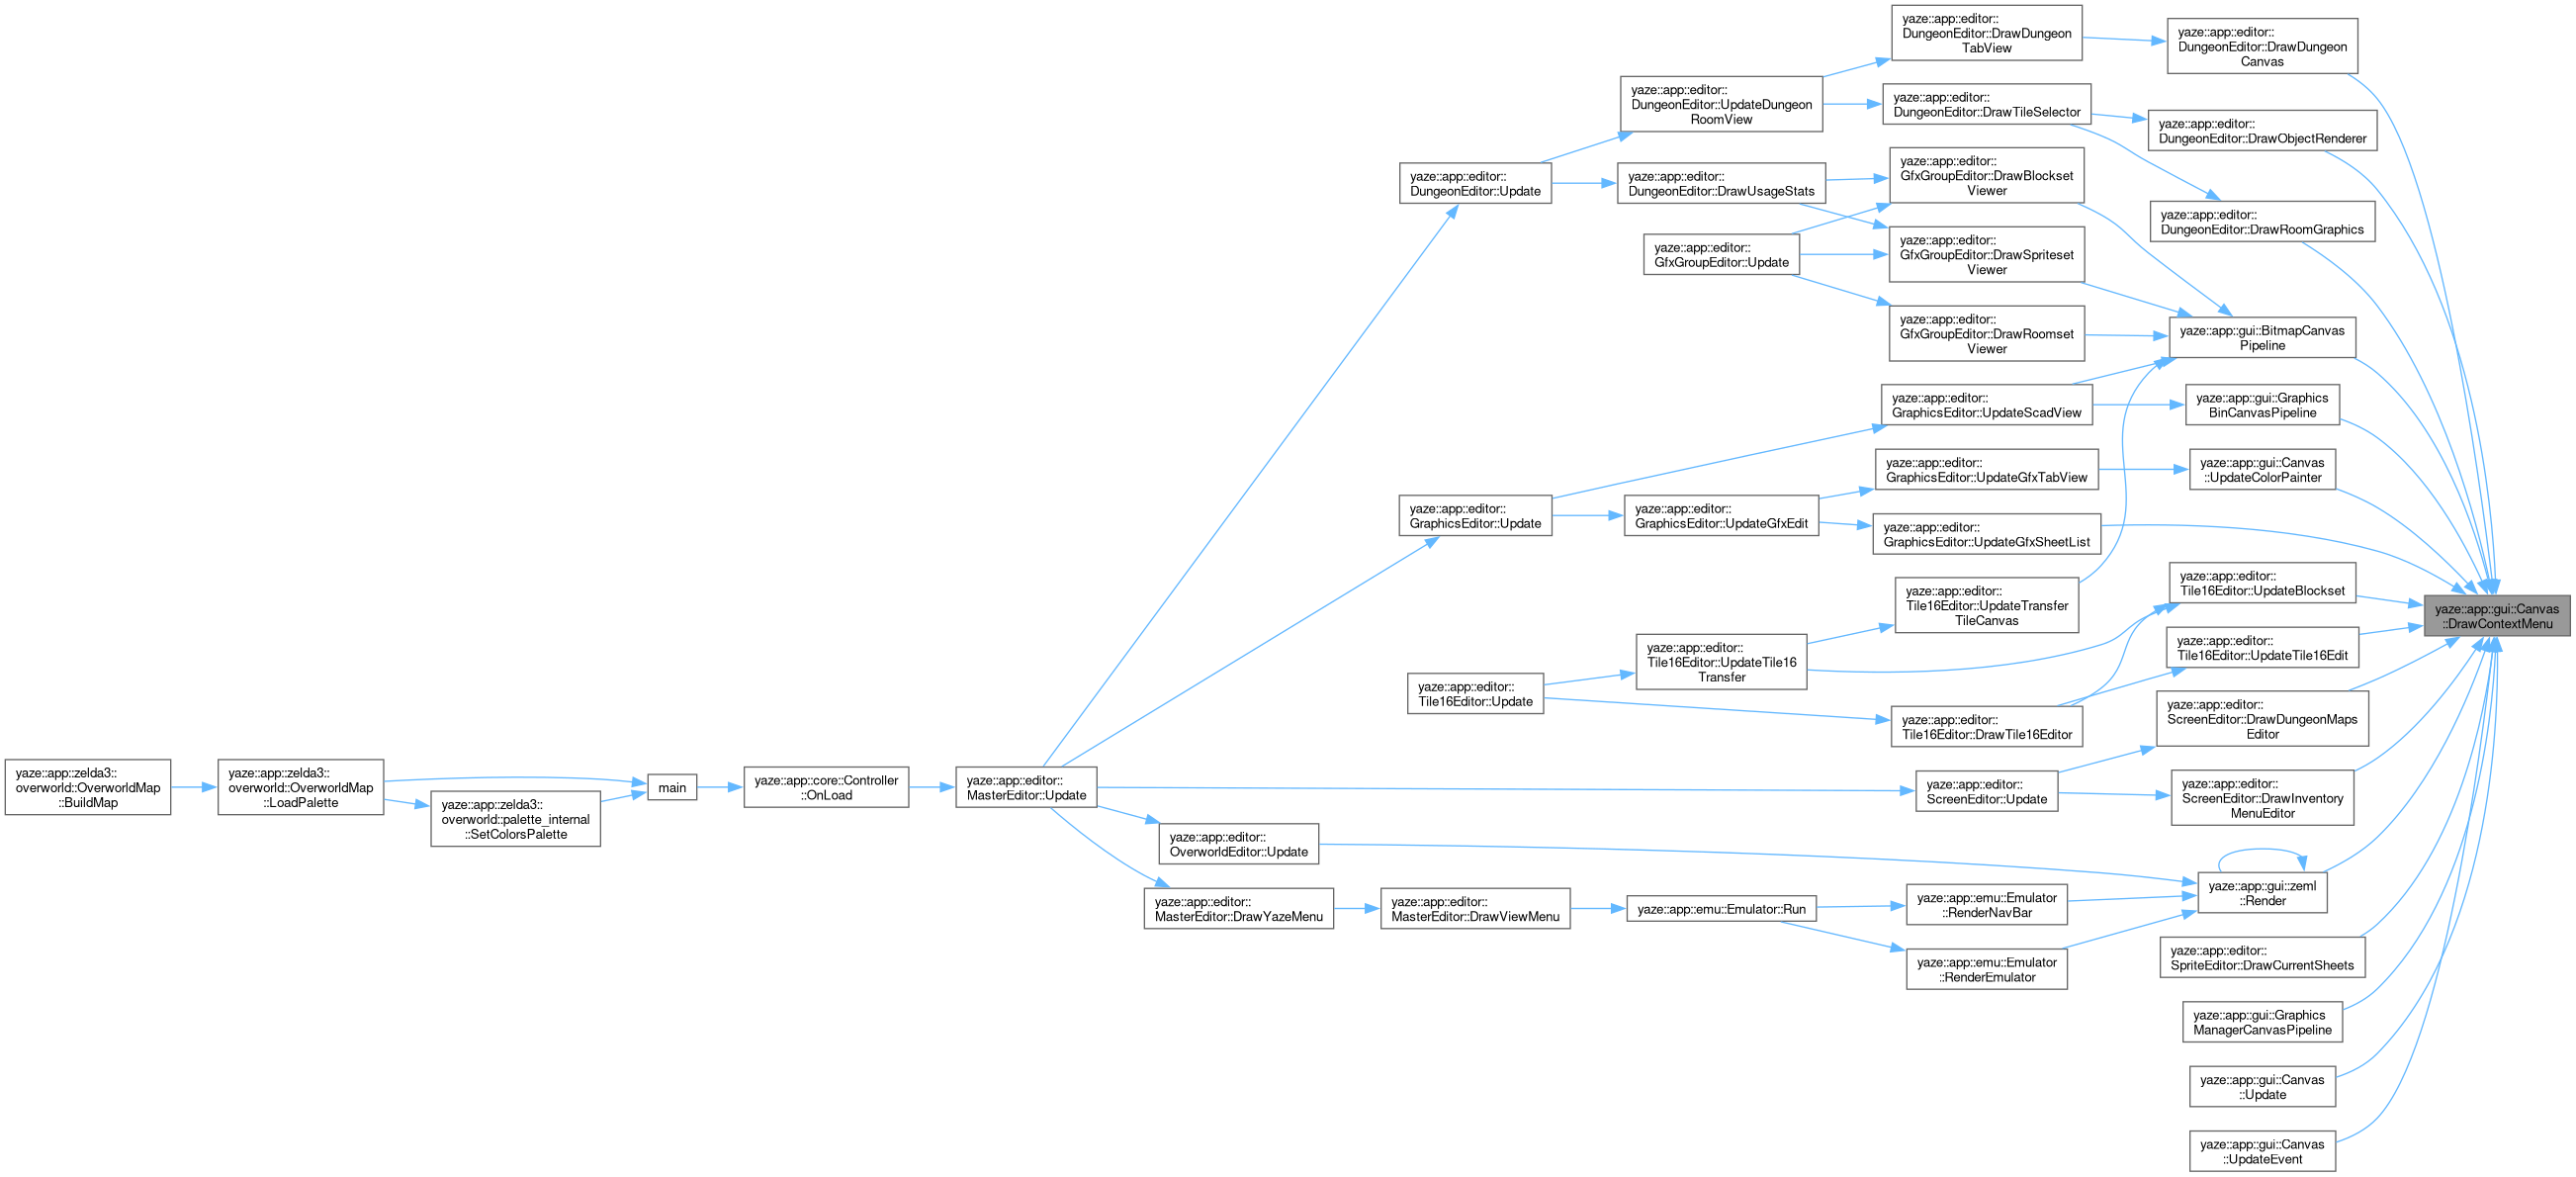 yaze::app::editor::
DungeonEditor::DrawDungeon
TabView
yaze::app::editor::
DungeonEditor::DrawDungeon
Canvas
yaze::app::editor::
DungeonEditor::UpdateDungeon
RoomView
yaze::app::editor::
DungeonEditor::DrawTileSelector
yaze::app::editor::
DungeonEditor::DrawObjectRenderer
yaze::app::editor::
DungeonEditor::Update
yaze::app::editor::
DungeonEditor::DrawUsageStats
yaze::app::editor::
GfxGroupEditor::DrawBlockset
Viewer
yaze::app::editor::
DungeonEditor::DrawRoomGraphics
yaze::app::editor::
GfxGroupEditor::Update
yaze::app::editor::
GfxGroupEditor::DrawSpriteset
Viewer
yaze::app::editor::
GfxGroupEditor::DrawRoomset
Viewer
yaze::app::gui::BitmapCanvas
Pipeline
yaze::app::editor::
GraphicsEditor::UpdateScadView
yaze::app::gui::Graphics
BinCanvasPipeline
yaze::app::editor::
GraphicsEditor::UpdateGfxTabView
yaze::app::gui::Canvas
::UpdateColorPainter
yaze::app::editor::
GraphicsEditor::Update
yaze::app::editor::
GraphicsEditor::UpdateGfxEdit
yaze::app::editor::
GraphicsEditor::UpdateGfxSheetList
yaze::app::editor::
Tile16Editor::UpdateTransfer
TileCanvas
yaze::app::editor::
Tile16Editor::UpdateBlockset
yaze::app::gui::Canvas
::DrawContextMenu
yaze::app::editor::
Tile16Editor::UpdateTile16
Transfer
yaze::app::editor::
Tile16Editor::UpdateTile16Edit
yaze::app::editor::
Tile16Editor::Update
yaze::app::editor::
Tile16Editor::DrawTile16Editor
yaze::app::editor::
ScreenEditor::DrawDungeonMaps
Editor
yaze::app::zelda3::
overworld::OverworldMap
::BuildMap
yaze::app::zelda3::
overworld::OverworldMap
::LoadPalette
yaze::app::zelda3::
overworld::palette_internal
::SetColorsPalette
main
yaze::app::core::Controller
::OnLoad
yaze::app::editor::
MasterEditor::Update
yaze::app::editor::
ScreenEditor::Update
yaze::app::editor::
ScreenEditor::DrawInventory
MenuEditor
yaze::app::editor::
OverworldEditor::Update
yaze::app::editor::
MasterEditor::DrawYazeMenu
yaze::app::editor::
MasterEditor::DrawViewMenu
yaze::app::emu::Emulator::Run
yaze::app::emu::Emulator
::RenderNavBar
yaze::app::gui::zeml
::Render
yaze::app::emu::Emulator
::RenderEmulator
yaze::app::editor::
SpriteEditor::DrawCurrentSheets
yaze::app::gui::Graphics
ManagerCanvasPipeline
yaze::app::gui::Canvas
::Update
yaze::app::gui::Canvas
::UpdateEvent